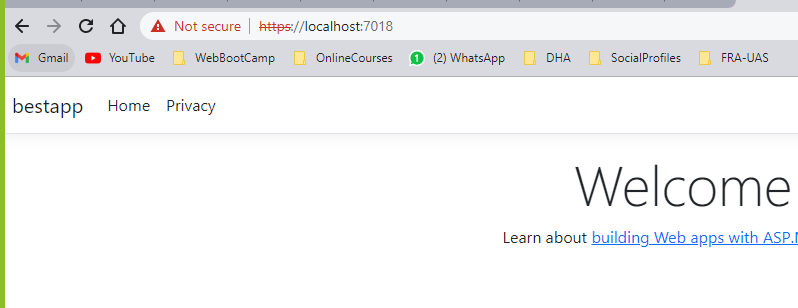 Not secure | https://localhost:7018
Gmail YouTube WebBootCamp OnlineCourses 1 (2) WhatsApp DHA SocialProfiles FRA-UAS
bestapp Home Privacy
Welcome
Learn about building Web apps with ASP.N